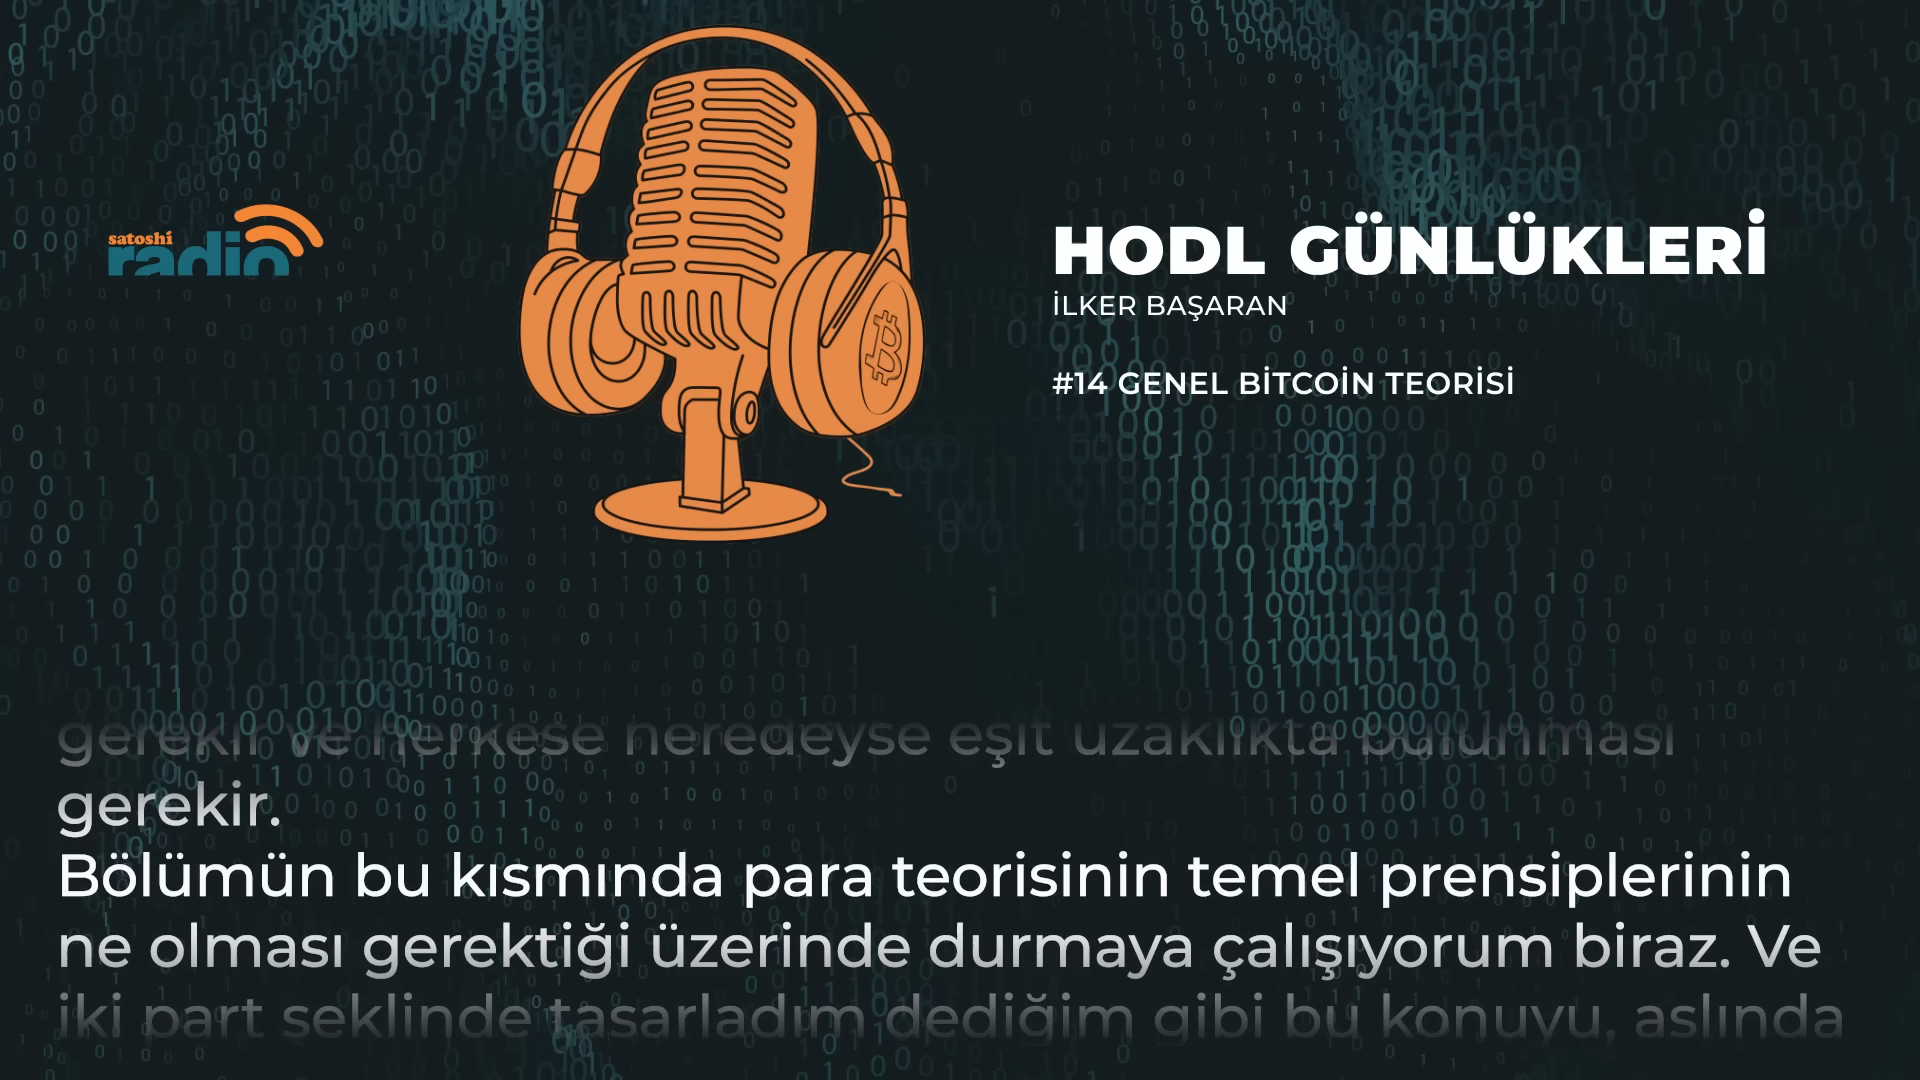 satoshi
radio
HODL GÜNLÜKLERİ
İLKER BAŞARAN
#14 GENEL BİTCOİN TEORİSİ
gerekir ve herkese neredeyse eşit uzaklıkta bulunması
gerekir.
Bölümün bu kısmında para teorisinin temel prensiplerinin
ne olması gerektiği üzerinde durmaya çalışıyorum biraz. Ve
iki part şeklinde tasarladım dediğim gibi bu konuyu, aslında